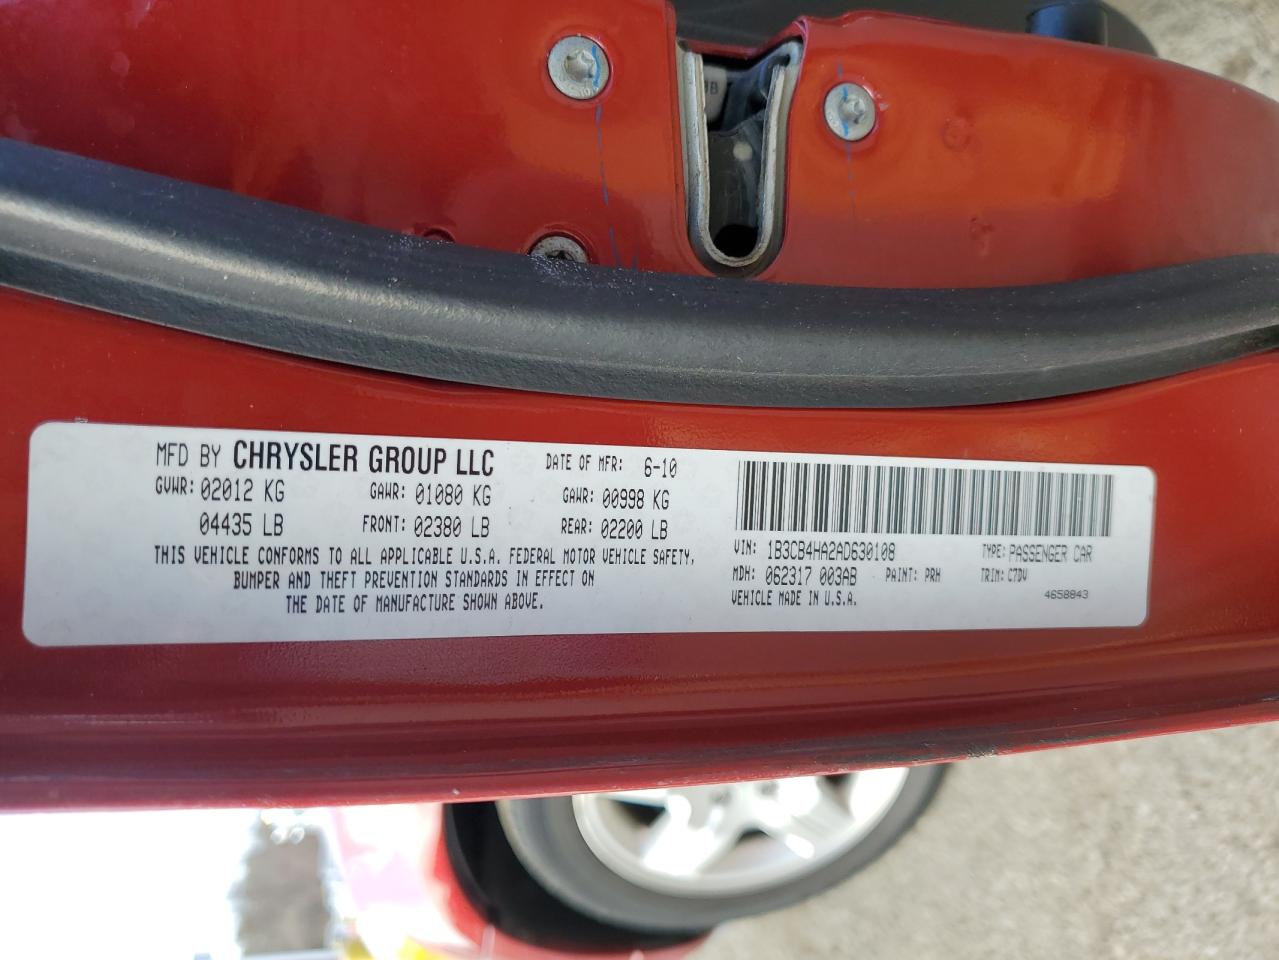 MFD BY CHRYSLER GROUP LLC DATE OF MFR: 6-10
GVWR: 02012 KG GAWR: 01080 KG GAWR: 00998 KG
04435 LB FRONT: 02380 LB REAR: 02200 LB
THIS VEHICLE CONFORMS TO ALL APPLICABLE U.S.A. FEDERAL MOTOR VEHICLE SAFETY,
BUMPER AND THEFT PREVENTION STANDARDS IN EFFECT ON
THE DATE OF MANUFACTURE SHOWN ABOVE.
VIN: 1B3CB4HA2AD630108 TYPE: PASSENGER CAR
MDH: 062317 003AB PAINT: PRH TRIM: C7DV
VEHICLE MADE IN U.S.A. 4658843